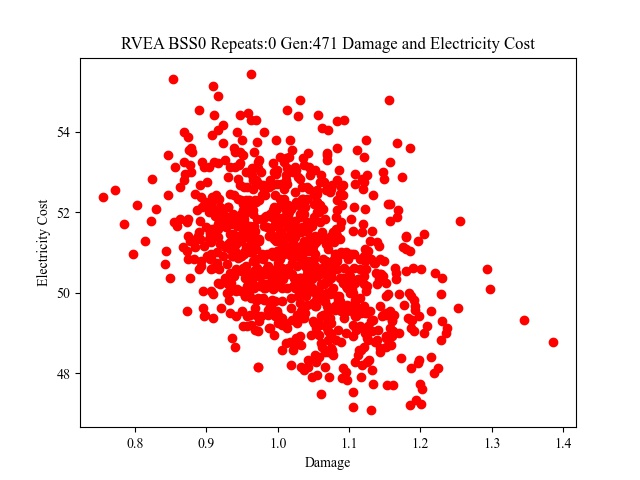 RVEA BSS0 Repeats:0 Gen:471 Damage and Electricity Cost
54
52
50
48
Electricity Cost
0.8 0.9 1.0 1.1 1.2 1.3 1.4
Damage